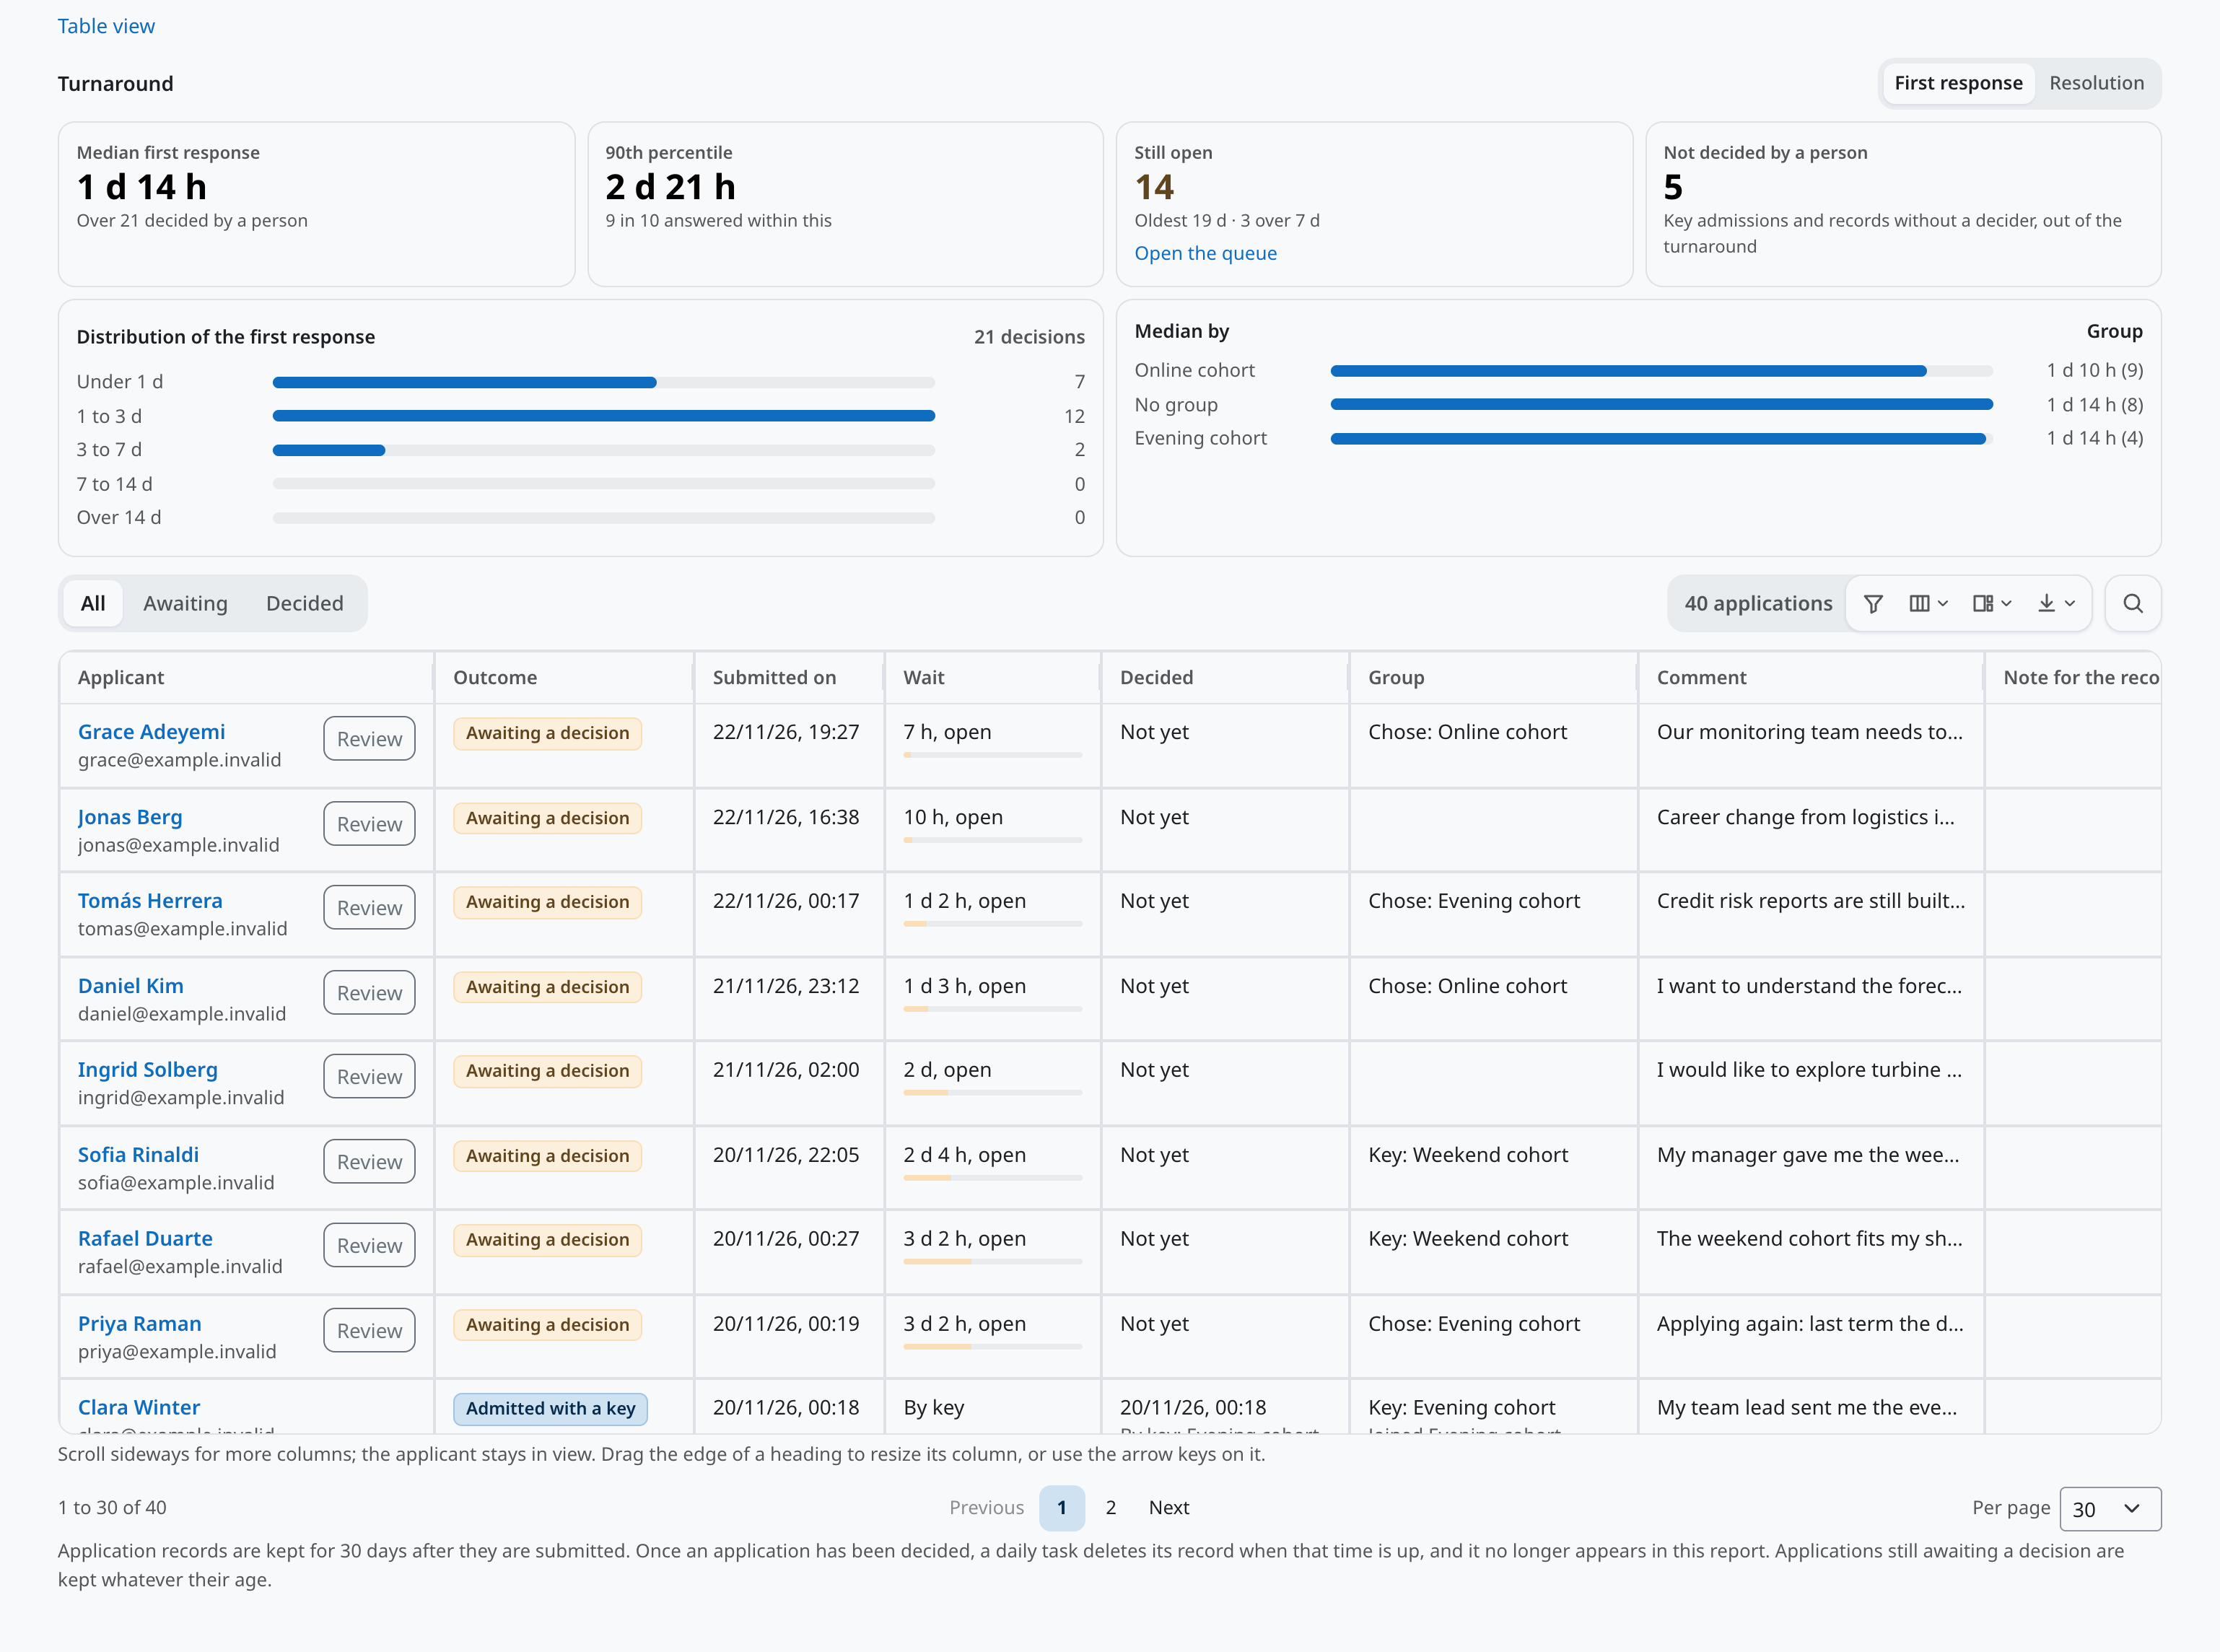 Table view
Turnaround
First response Resolution
Median first response
1 d 14 h
Over 21 decided by a person
90th percentile
2 d 21 h
9 in 10 answered within this
Still open
14
Oldest 19 d · 3 over 7 d
Open the queue
Not decided by a person
5
Key admissions and records without a decider, out of the
turnaround
Distribution of the first response 21 decisions
Under 1 d 7
1 to 3 d 12
3 to 7 d 2
7 to 14 d 0
Over 14 d 0
Median by Group
Online cohort 1 d 10 h (9)
No group 1 d 14 h (8)
Evening cohort 1 d 14 h (4)
All Awaiting Decided
40 applications
Applicant Outcome Submitted on Wait Decided Group Comment Note for the reco
Grace Adeyemi Review Awaiting a decision 22/11/26, 19:27 7 h, open Not yet Chose: Online cohort Our monitoring team needs to...
grace@example.invalid
Jonas Berg Review Awaiting a decision 22/11/26, 16:38 10 h, open Not yet Career change from logistics i...
jonas@example.invalid
Tomás Herrera Review Awaiting a decision 22/11/26, 00:17 1 d 2 h, open Not yet Chose: Evening cohort Credit risk reports are still built...
tomas@example.invalid
Daniel Kim Review Awaiting a decision 21/11/26, 23:12 1 d 3 h, open Not yet Chose: Online cohort I want to understand the forec...
daniel@example.invalid
Ingrid Solberg Review Awaiting a decision 21/11/26, 02:00 2 d, open Not yet I would like to explore turbine ...
ingrid@example.invalid
Sofia Rinaldi Review Awaiting a decision 20/11/26, 22:05 2 d 4 h, open Not yet Key: Weekend cohort My manager gave me the wee...
sofia@example.invalid
Rafael Duarte Review Awaiting a decision 20/11/26, 00:27 3 d 2 h, open Not yet Key: Weekend cohort The weekend cohort fits my sh...
rafael@example.invalid
Priya Raman Review Awaiting a decision 20/11/26, 00:19 3 d 2 h, open Not yet Chose: Evening cohort Applying again: last term the d...
priya@example.invalid
Clara Winter Admitted with a key 20/11/26, 00:18 By key 20/11/26, 00:18 Key: Evening cohort My team lead sent me the eve...
Scroll sideways for more columns; the applicant stays in view. Drag the edge of a heading to resize its column, or use the arrow keys on it.
1 to 30 of 40 Previous 1 2 Next Per page 30
Application records are kept for 30 days after they are submitted. Once an application has been decided, a daily task deletes its record when that time is up, and it no longer appears in this report. Applications still awaiting a decision are
kept whatever their age.